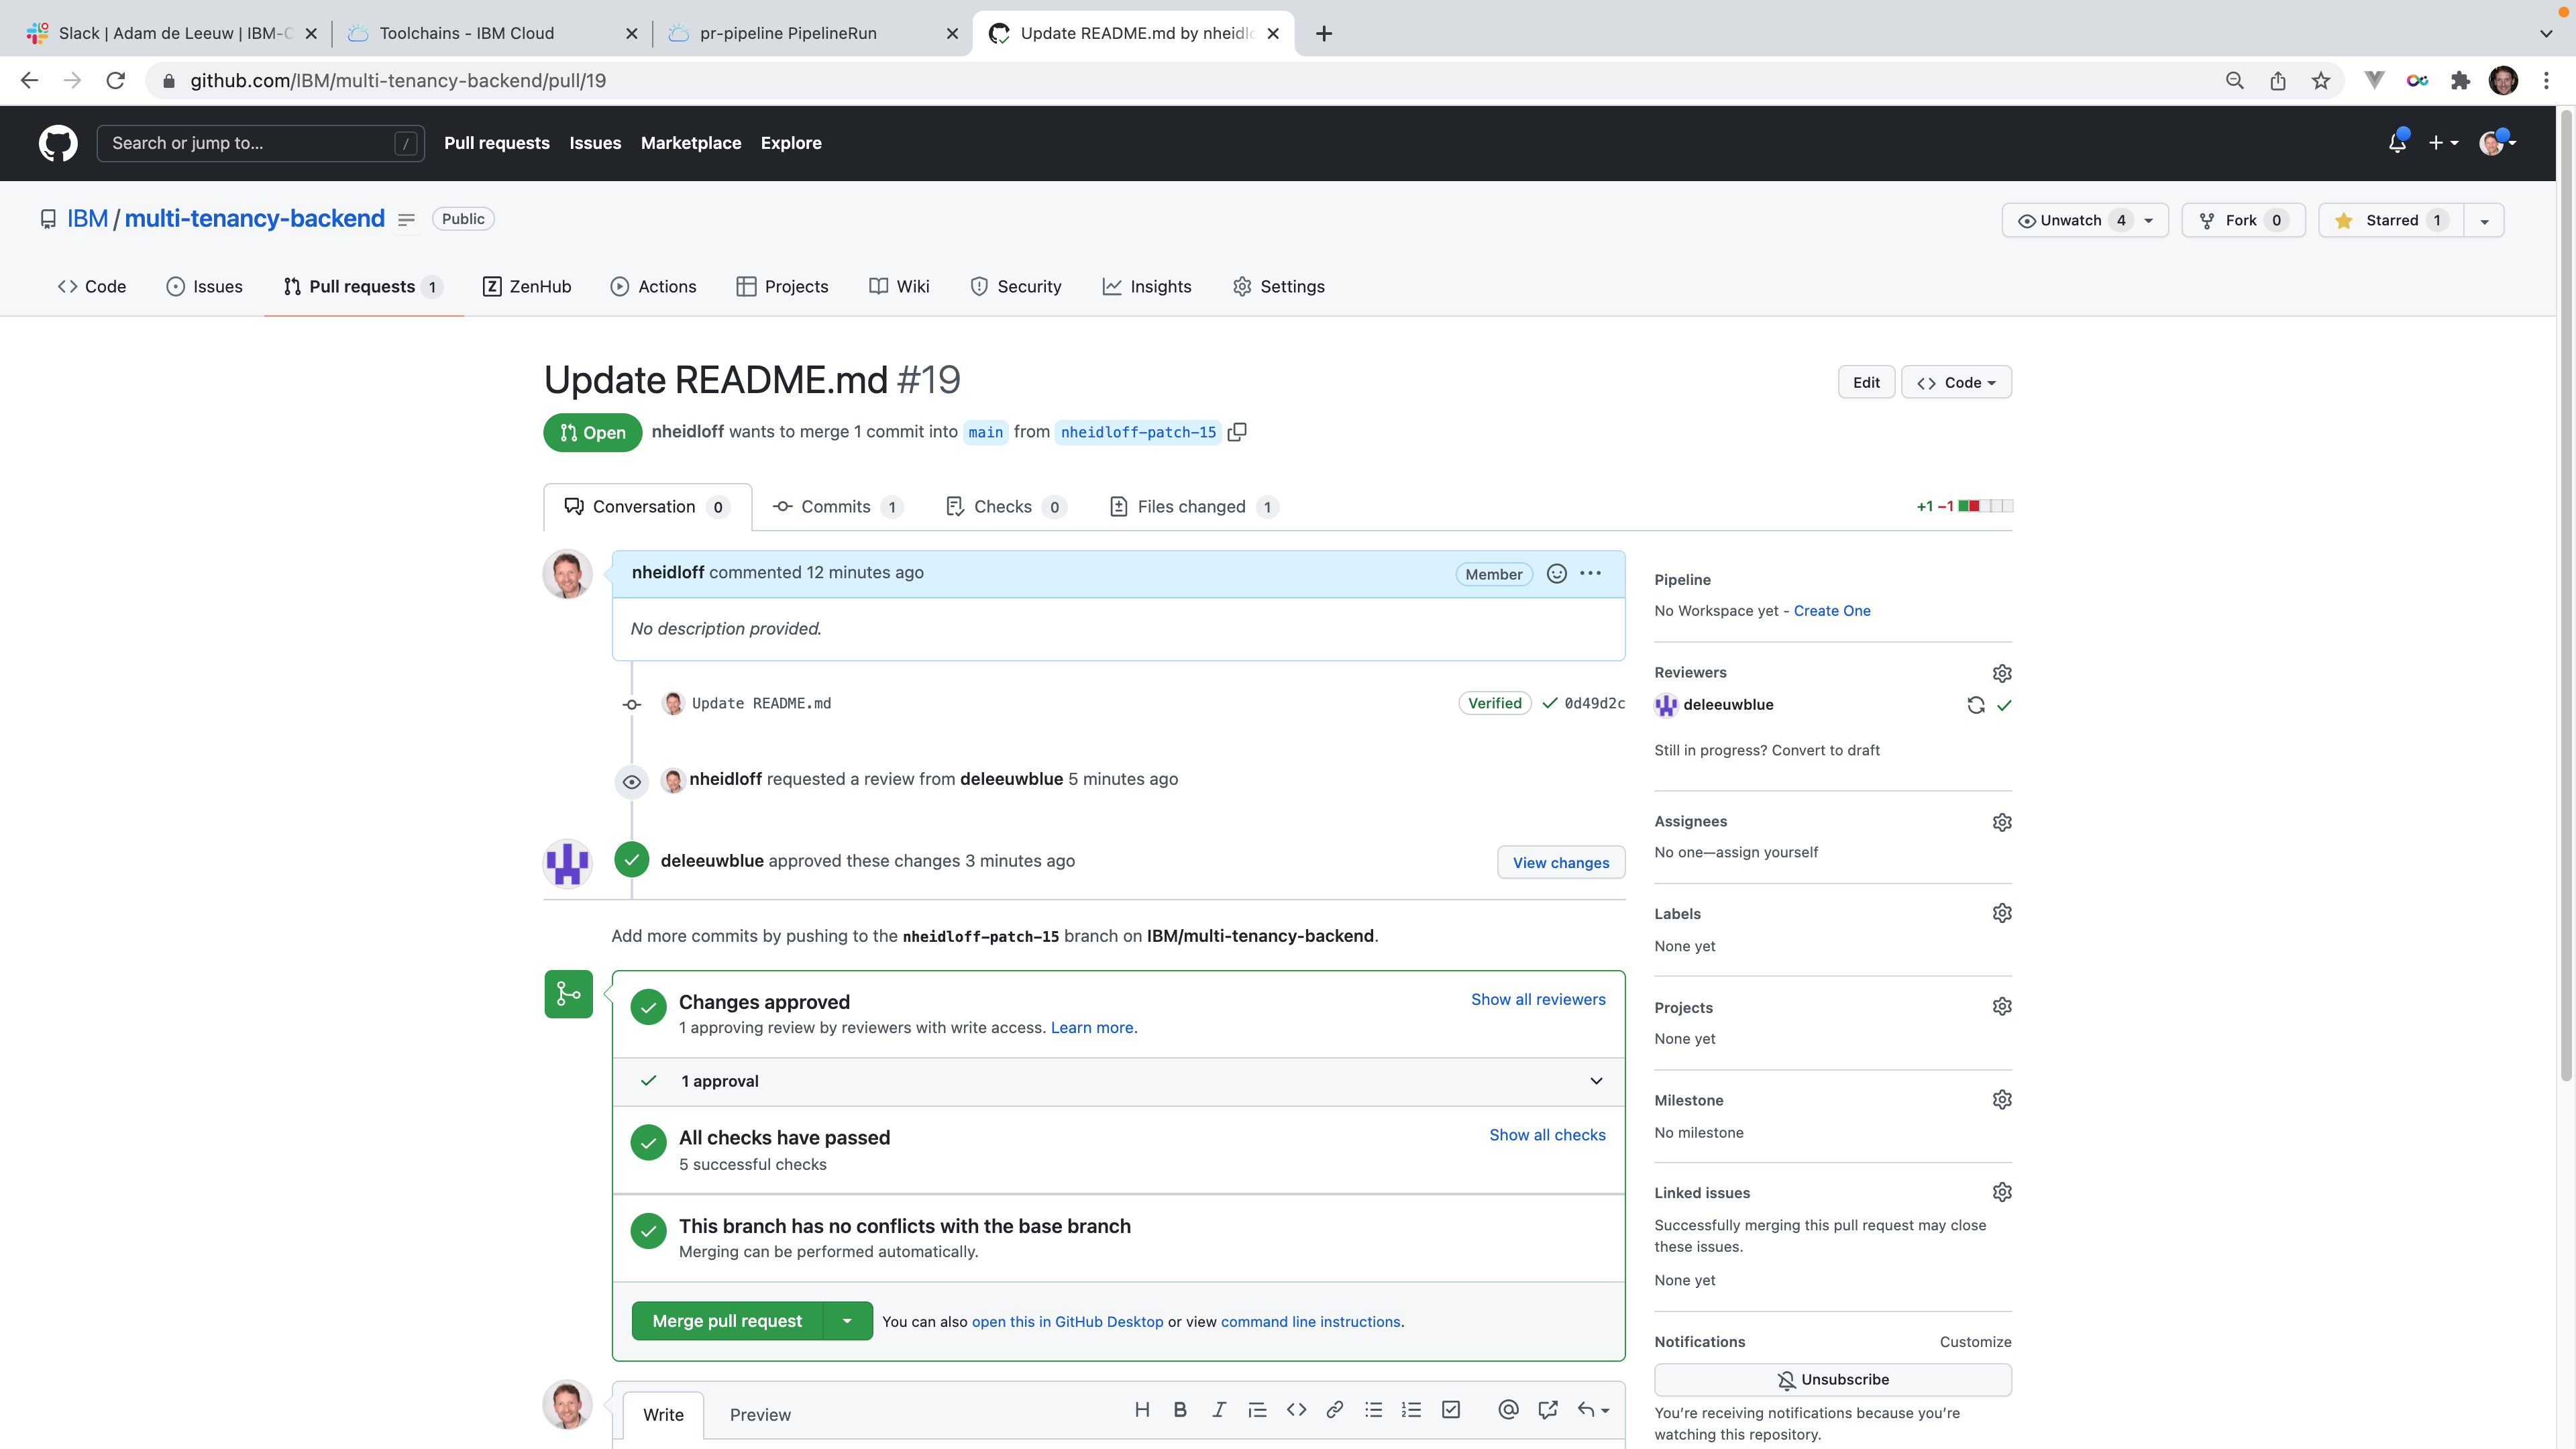 Slack | Adam de Leeuw | IBM-C
Toolchains - IBM Cloud
pr-pipeline PipelineRun
Update README.md by nheidlo
github.com/IBM/multi-tenancy-backend/pull/19
Search or jump to...
/
Pull requests
Issues
Marketplace
Explore
IBM / multi-tenancy-backend
Public
Unwatch 4
Fork 0
Starred 1
Code
Issues
Pull requests 1
ZenHub
Actions
Projects
Wiki
Security
Insights
Settings
Update README.md #19
Edit
Code
Open
nheidloff wants to merge 1 commit into main from nheidloff-patch-15
Conversation 0
Commits 1
Checks 0
Files changed 1
+1 −1
nheidloff commented 12 minutes ago
Member
No description provided.
Update README.md
Verified
0d49d2c
nheidloff requested a review from deleeuwblue 5 minutes ago
deleeuwblue approved these changes 3 minutes ago
View changes
Add more commits by pushing to the nheidloff-patch-15 branch on IBM/multi-tenancy-backend.
Changes approved
Show all reviewers
1 approving review by reviewers with write access. Learn more.
1 approval
All checks have passed
Show all checks
5 successful checks
This branch has no conflicts with the base branch
Merging can be performed automatically.
Merge pull request
You can also open this in GitHub Desktop or view command line instructions.
Write
Preview
Pipeline
No Workspace yet - Create One
Reviewers
deleeuwblue
Still in progress? Convert to draft
Assignees
No one—assign yourself
Labels
None yet
Projects
None yet
Milestone
No milestone
Linked issues
Successfully merging this pull request may close
these issues.
None yet
Notifications
Customize
Unsubscribe
You’re receiving notifications because you’re
watching this repository.